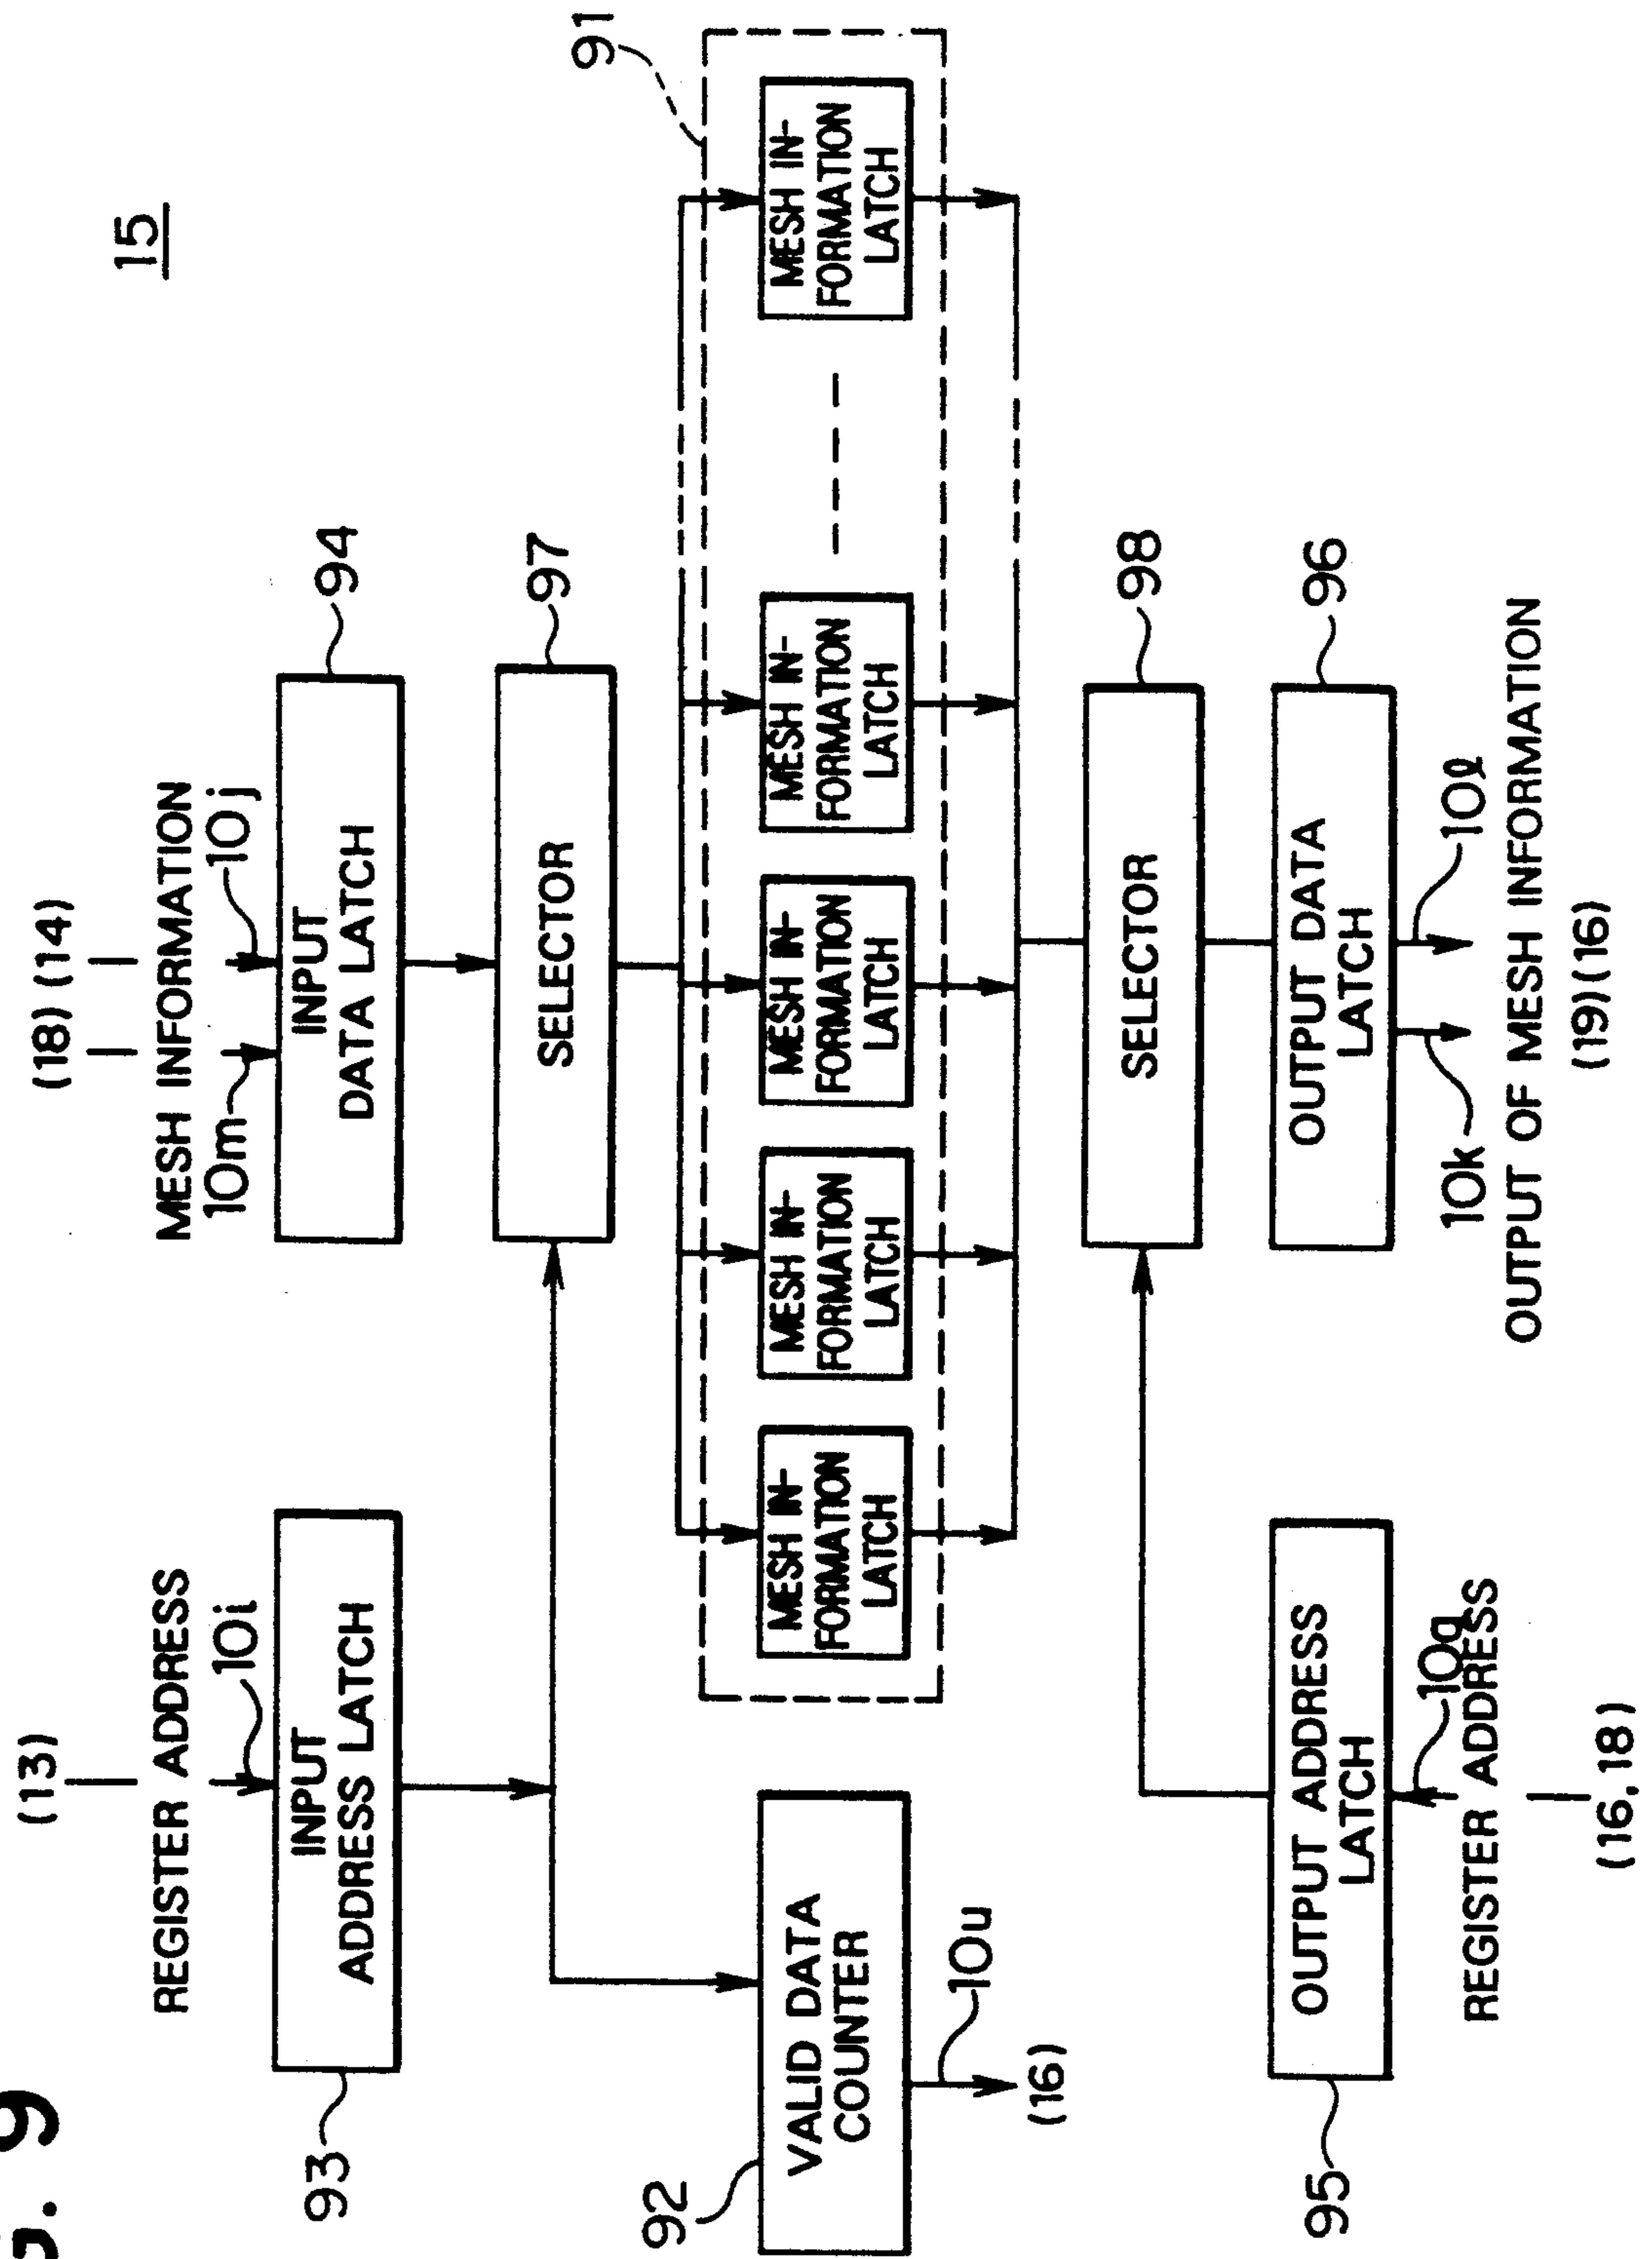 G. 9
15
(13)
(18) (14)
REGISTER ADDRESS
10i
MESH INFORMATION
10m
10j
INPUT
ADDRESS LATCH
93
INPUT
DATA LATCH
94
SELECTOR
97
91
VALID DATA
COUNTER
92
10u
(16)
MESH IN-
FORMATION
LATCH
MESH IN-
FORMATION
LATCH
MESH IN-
FORMATION
LATCH
MESH IN-
FORMATION
LATCH
MESH IN-
FORMATION
LATCH
SELECTOR
98
OUTPUT ADDRESS
LATCH
95
OUTPUT DATA
LATCH
96
10q
REGISTER ADDRESS
(16, 18)
10k
10ℓ
OUTPUT OF MESH INFORMATION
(19) (16)